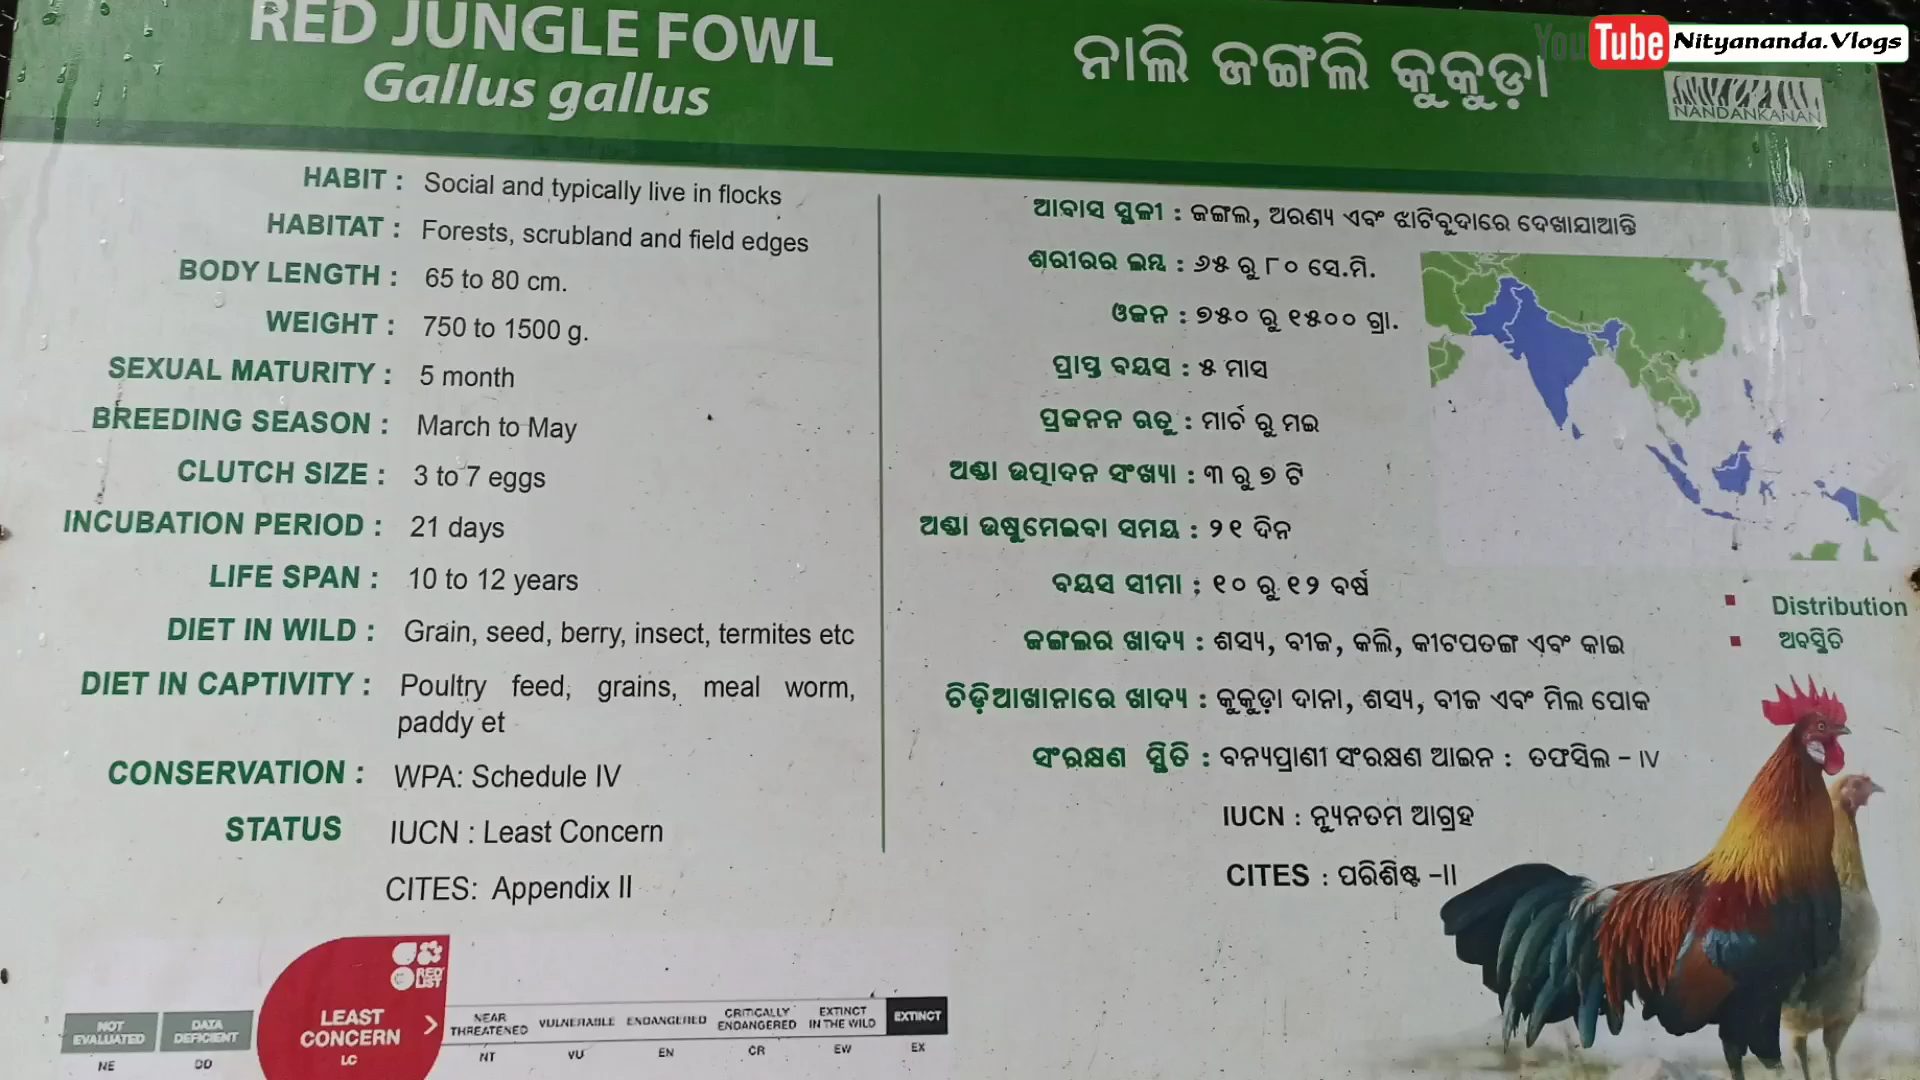 RED JUNGLE FOWL
Gallus gallus
ନାଲି ଜଙ୍ଗଲି କୁକୁଡ଼ା
YouTube Nityananda.Vlogs
NANDANKANAN
HABIT : Social and typically live in flocks
HABITAT : Forests, scrubland and field edges
BODY LENGTH : 65 to 80 cm.
WEIGHT : 750 to 1500 g.
SEXUAL MATURITY : 5 month
BREEDING SEASON : March to May
CLUTCH SIZE : 3 to 7 eggs
INCUBATION PERIOD : 21 days
LIFE SPAN : 10 to 12 years
DIET IN WILD : Grain, seed, berry, insect, termites etc
DIET IN CAPTIVITY : Poultry feed, grains, meal worm,
paddy et
CONSERVATION : WPA: Schedule IV
STATUS IUCN : Least Concern
CITES: Appendix II
ଆବାସ ସ୍ଥଳୀ : ଜଙ୍ଗଲ, ଅରଣ୍ୟ ଏବଂ ଝାଟିବୁଦାରେ ଦେଖାଯାଆନ୍ତି
ଶରୀରର ଲମ୍ବ : ୬୫ ରୁ ୮୦ ସେ.ମି.
ଓଜନ : ୭୫୦ ରୁ ୧୫୦୦ ଗ୍ରା.
ପ୍ରାପ୍ତ ବୟସ : ୫ ମାସ
ପ୍ରଜନନ ଋତୁ : ମାର୍ଚ ରୁ ମଇ
ଅଣ୍ଡା ଉତ୍ପାଦନ ସଂଖ୍ୟା : ୩ ରୁ ୭ ଟି
ଅଣ୍ଡା ଉଷୁମେଇବା ସମୟ : ୨୧ ଦିନ
ବୟସ ସୀମା : ୧୦ ରୁ ୧୨ ବର୍ଷ
ଜଙ୍ଗଲର ଖାଦ୍ୟ : ଶସ୍ୟ, ବୀଜ, କଲି, କୀଟପତଙ୍ଗ ଏବଂ କାଇ
ଚିଡ଼ିଆଖାନାରେ ଖାଦ୍ୟ : କୁକୁଡ଼ା ଦାନା, ଶସ୍ୟ, ବୀଜ ଏବଂ ମିଲ ପୋକ
ସଂରକ୍ଷଣ ସ୍ଥିତି : ବନ୍ୟପ୍ରାଣୀ ସଂରକ୍ଷଣ ଆଇନ : ତଫସିଲ – IV
IUCN : ନ୍ୟୁନତମ ଆଗ୍ରହ
CITES : ପରିଶିଷ୍ଟ –II
Distribution
ଅବସ୍ଥିତି
RED LIST
NOT EVALUATED NE
DATA DEFICIENT DD
LEAST CONCERN LC
NEAR THREATENED NT
VULNERABLE VU
ENDANGERED EN
CRITICALLY ENDANGERED CR
EXTINCT IN THE WILD EW
EXTINCT EX